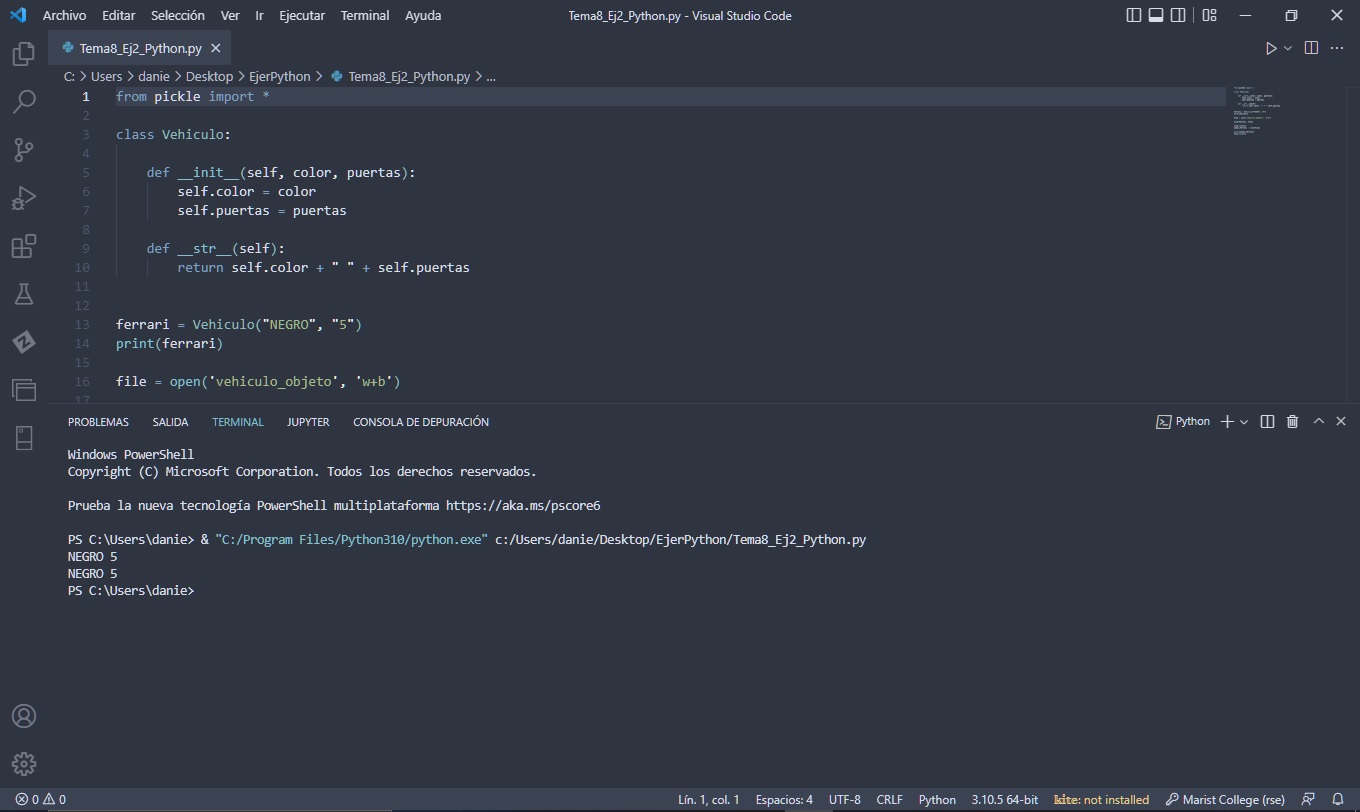 Archivo Editar Selección Ver Ir Ejecutar Terminal Ayuda Tema8_Ej2_Python.py - Visual Studio Code
Tema8_Ej2_Python.py
C: > Users > danie > Desktop > EjerPython > Tema8_Ej2_Python.py > ...
1 from pickle import *
2
3 class Vehiculo:
4
5 def __init__(self, color, puertas):
6 self.color = color
7 self.puertas = puertas
8
9 def __str__(self):
10 return self.color + " " + self.puertas
11
12
13 ferrari = Vehiculo("NEGRO", "5")
14 print(ferrari)
15
16 file = open('vehiculo_objeto', 'w+b')
17
PROBLEMAS SALIDA TERMINAL JUPYTER CONSOLA DE DEPURACIÓN Python
Windows PowerShell
Copyright (C) Microsoft Corporation. Todos los derechos reservados.
Prueba la nueva tecnología PowerShell multiplataforma https://aka.ms/pscore6
PS C:\Users\danie> & "C:/Program Files/Python310/python.exe" c:/Users/danie/Desktop/EjerPython/Tema8_Ej2_Python.py
NEGRO 5
NEGRO 5
PS C:\Users\danie>
0 0 Lín. 1, col. 1 Espacios: 4 UTF-8 CRLF Python 3.10.5 64-bit kite: not installed Marist College (rse)